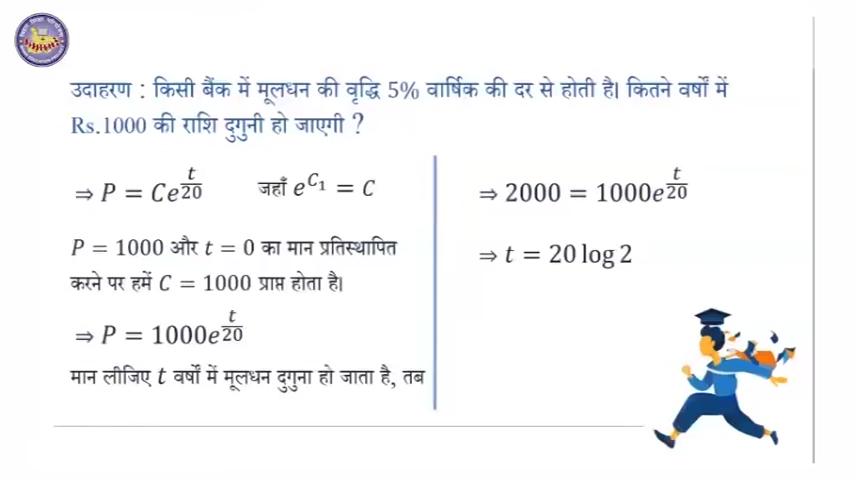 उदाहरण : किसी बैंक में मूलधन की वृद्धि 5% वार्षिक की दर से होती है। कितने वर्षों में
Rs.1000 की राशि दुगुनी हो जाएगी ?
⇒ P = Ce^(t/20) जहाँ e^(C₁) = C
P = 1000 और t = 0 का मान प्रतिस्थापित
करने पर हमें C = 1000 प्राप्त होता है।
⇒ P = 1000e^(t/20)
मान लीजिए t वर्षों में मूलधन दुगुना हो जाता है, तब
⇒ 2000 = 1000e^(t/20)
⇒ t = 20 log 2